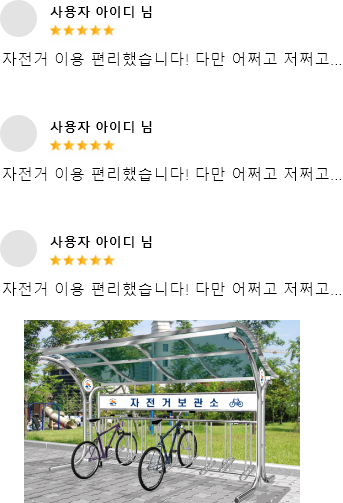 사용자 아이디 님
자전거 이용 편리했습니다! 다만 어쩌고 저쩌고...
사용자 아이디 님
자전거 이용 편리했습니다! 다만 어쩌고 저쩌고...
사용자 아이디 님
자전거 이용 편리했습니다! 다만 어쩌고 저쩌고...
자전거보관소